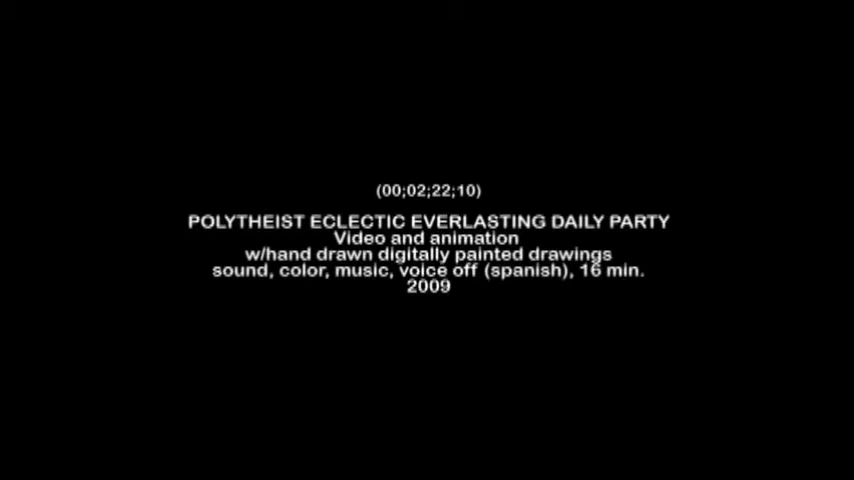 (00;02;22;10)
POLYTHEIST ECLECTIC EVERLASTING DAILY PARTY
Video and animation
w/hand drawn digitally painted drawings
sound, color, music, voice off (spanish), 16 min.
2009